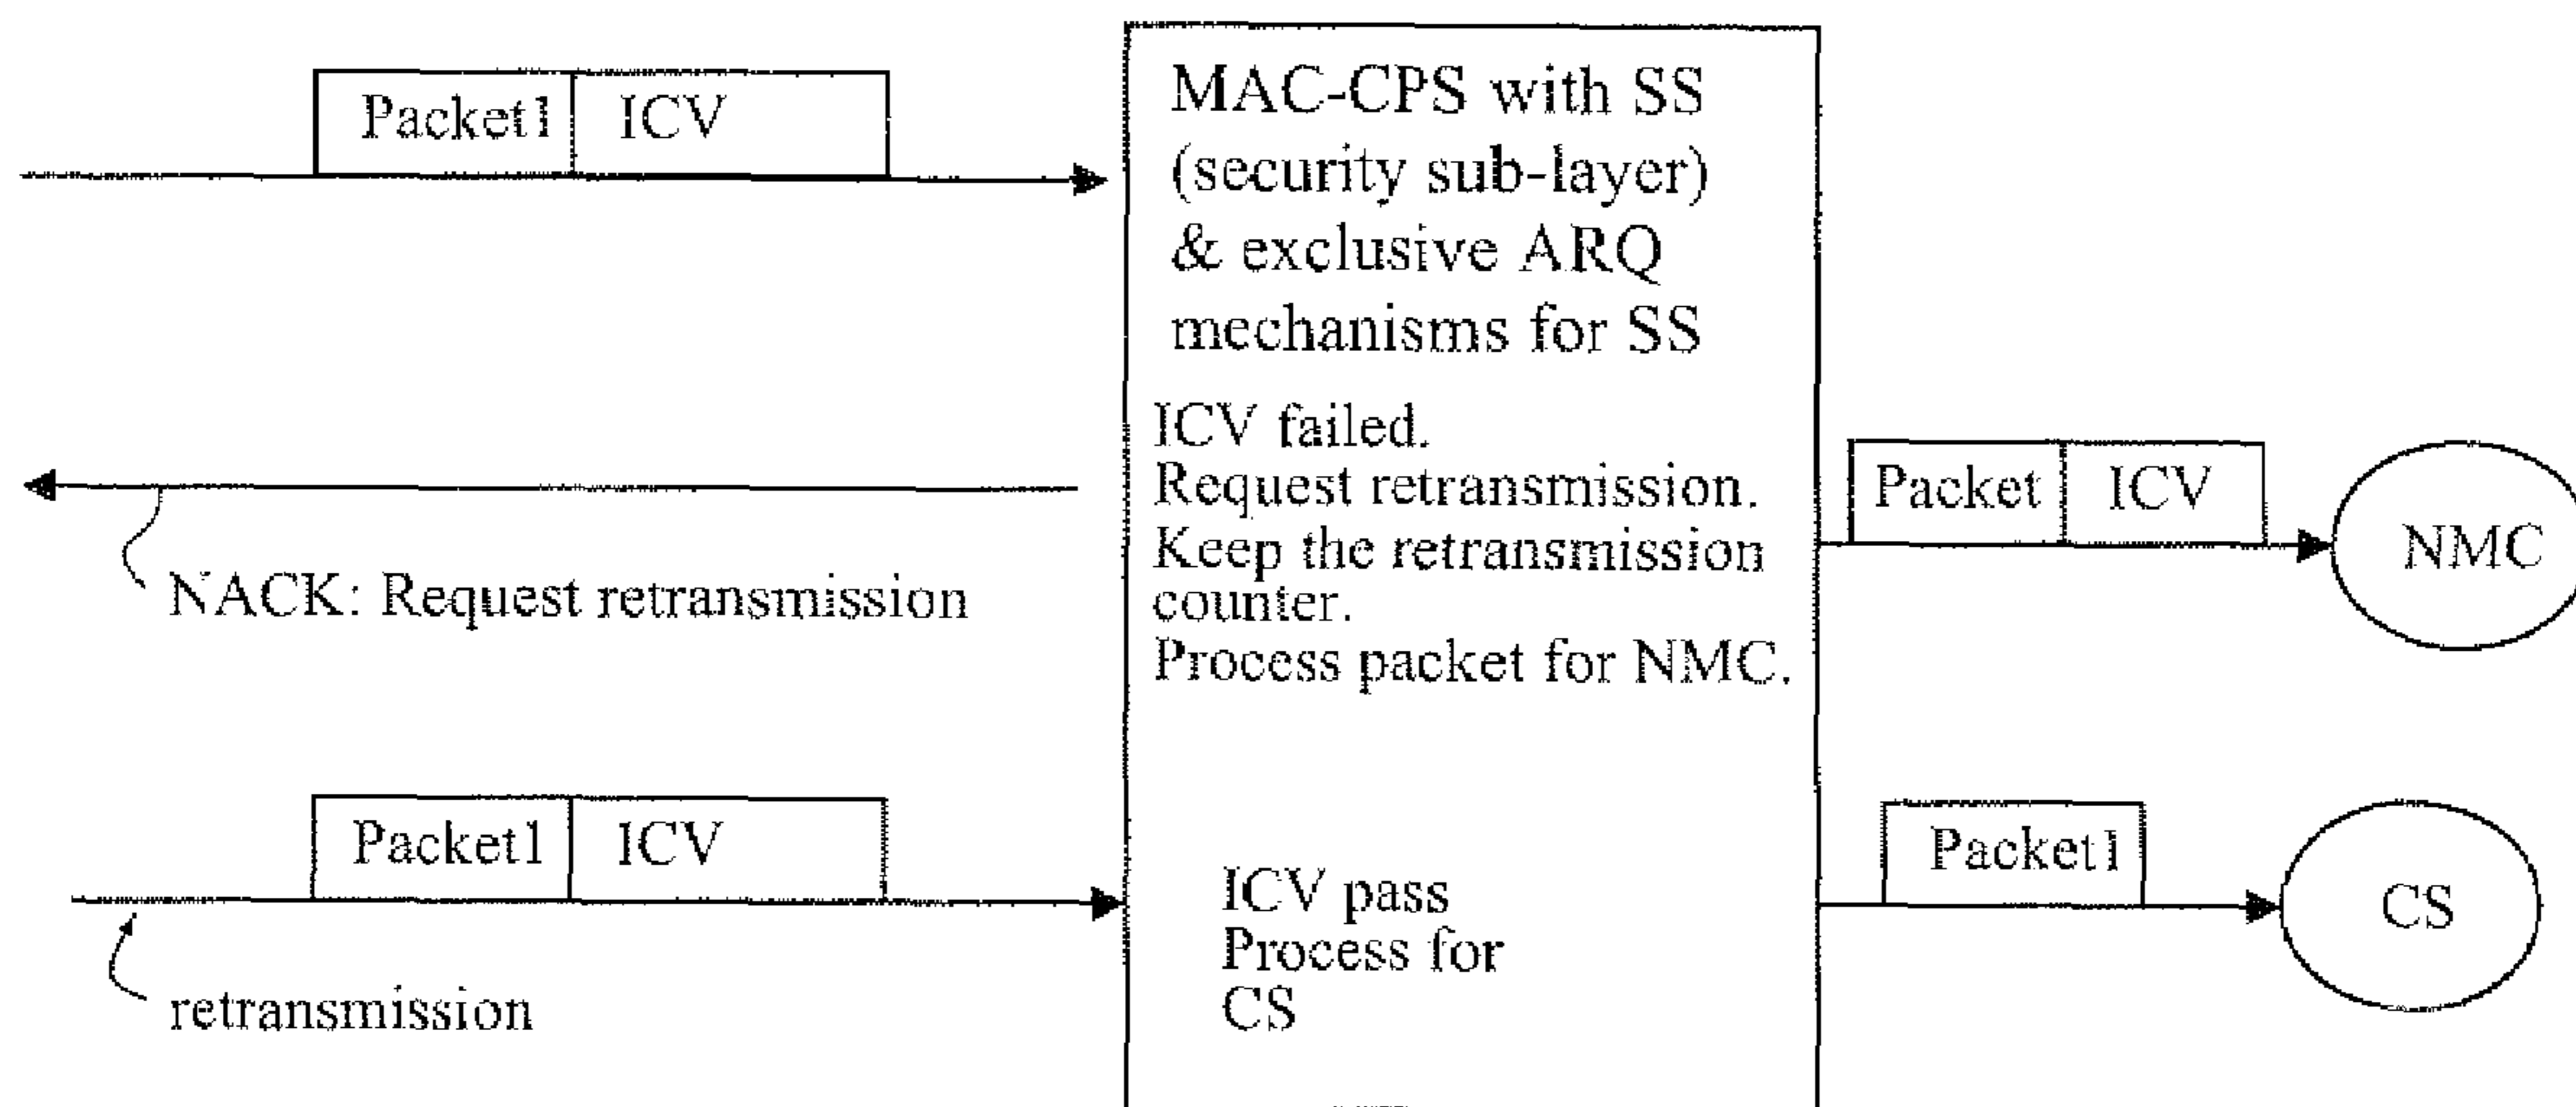 Packet1 ICV
MAC-CPS with SS
(security sub-layer)
& exclusive ARQ
mechanisms for SS
ICV failed.
Request retransmission.
Keep the retransmission
counter.
Process packet for NMC.
NACK: Request retransmission
Packet ICV
NMC
Packet1 ICV
retransmission
ICV pass
Process for
CS
Packet1
CS